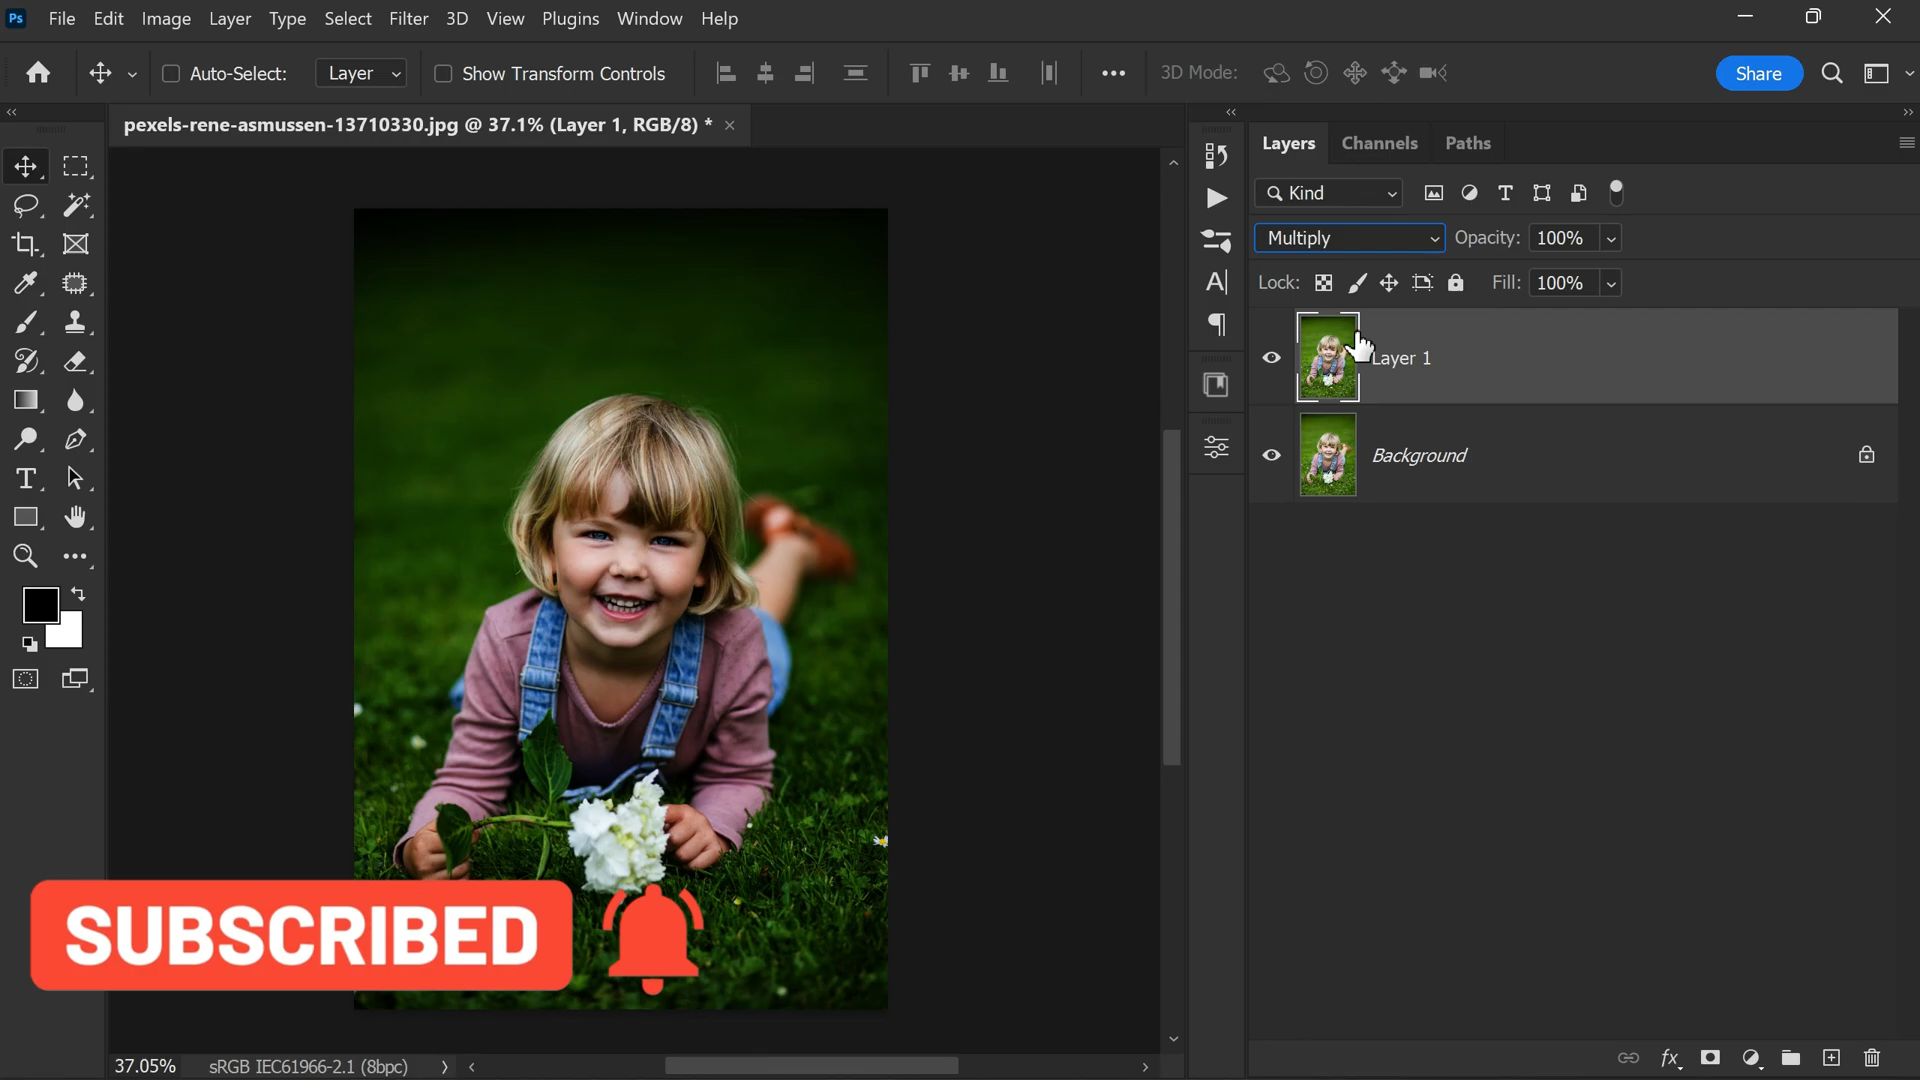 Ps File Edit Image Layer Type Select Filter 3D View Plugins Window Help
Auto-Select: Layer Show Transform Controls 3D Mode: Share
pexels-rene-asmussen-13710330.jpg @ 37.1% (Layer 1, RGB/8) *
Layers Channels Paths
Kind
Multiply Opacity: 100%
Lock: Fill: 100%
Layer 1
Background
SUBSCRIBED
37.05% sRGB IEC61966-2.1 (8bpc)